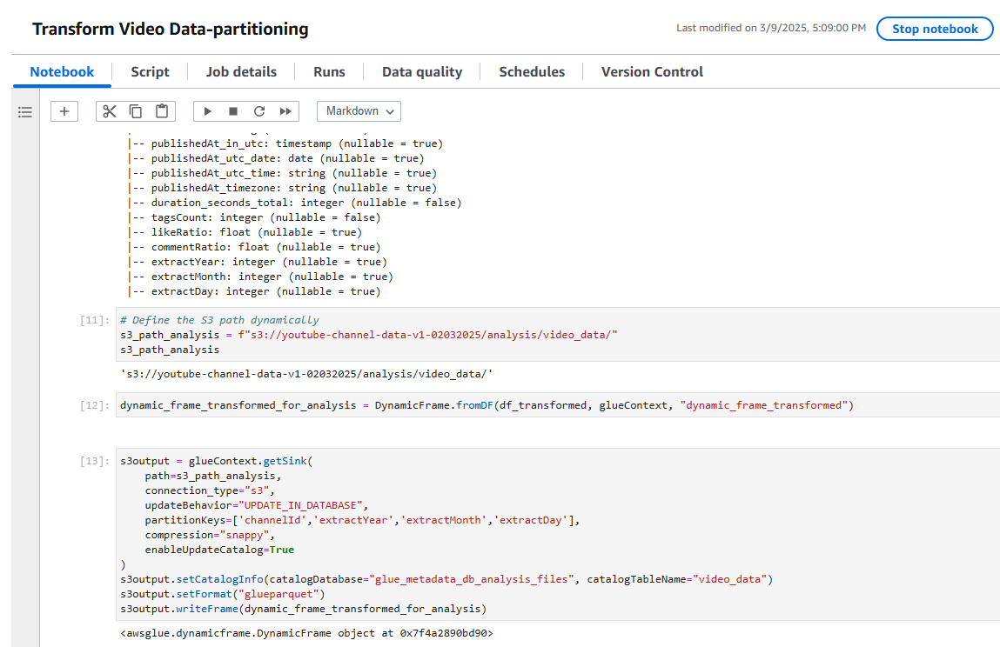 Transform Video Data-partitioning
Last modified on 3/9/2025, 5:09:00 PM
Stop notebook
Notebook
Script
Job details
Runs
Data quality
Schedules
Version Control
Markdown
|-- publishedAt_in_utc: timestamp (nullable = true)
|-- publishedAt_utc_date: date (nullable = true)
|-- publishedAt_utc_time: string (nullable = true)
|-- publishedAt_timezone: string (nullable = true)
|-- duration_seconds_total: integer (nullable = false)
|-- tagsCount: integer (nullable = false)
|-- likeRatio: float (nullable = true)
|-- commentRatio: float (nullable = true)
|-- extractYear: integer (nullable = true)
|-- extractMonth: integer (nullable = true)
|-- extractDay: integer (nullable = true)
[11]: # Define the S3 path dynamically
s3_path_analysis = f"s3://youtube-channel-data-v1-02032025/analysis/video_data/"
s3_path_analysis
's3://youtube-channel-data-v1-02032025/analysis/video_data/'
[12]: dynamic_frame_transformed_for_analysis = DynamicFrame.fromDF(df_transformed, glueContext, "dynamic_frame_transformed")
[13]: s3output = glueContext.getSink(
path=s3_path_analysis,
connection_type="s3",
updateBehavior="UPDATE_IN_DATABASE",
partitionKeys=['channelId','extractYear','extractMonth','extractDay'],
compression="snappy",
enableUpdateCatalog=True
)
s3output.setCatalogInfo(catalogDatabase="glue_metadata_db_analysis_files", catalogTableName="video_data")
s3output.setFormat("glueparquet")
s3output.writeFrame(dynamic_frame_transformed_for_analysis)
<awsglue.dynamicframe.DynamicFrame object at 0x7f4a2890bd90>